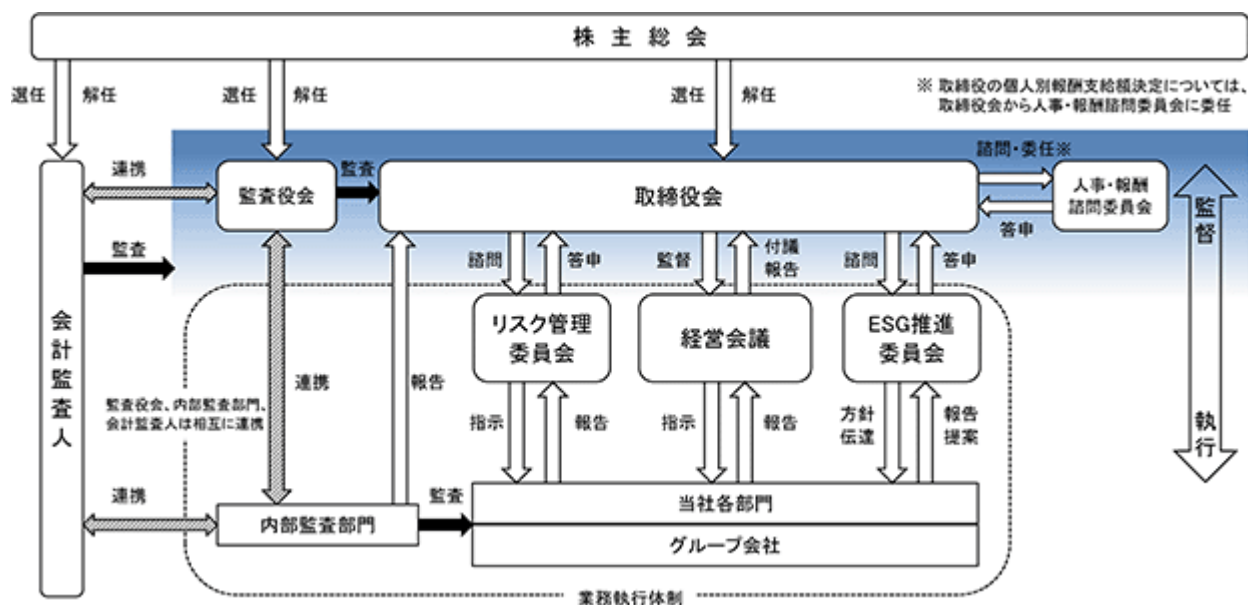 株主総会
選任 解任 選任 解任 選任 解任
※ 取締役の個人別報酬支給額決定については、
取締役会から人事・報酬諮問委員会に委任
連携 監査 諮問・委任※
監査役会 取締役会
人事・報酬
諮問委員会
答申
監督
監査
諮問 答申 監督 付議
報告
諮問 答申
会計監査人
リスク管理
委員会
経営会議
ESG推進
委員会
連携 報告
監査役会、内部監査部門、
会計監査人は相互に連携
指示 報告 指示 報告 方針
伝達
報告
提案
執行
連携 監査
内部監査部門 当社各部門
グループ会社
業務執行体制